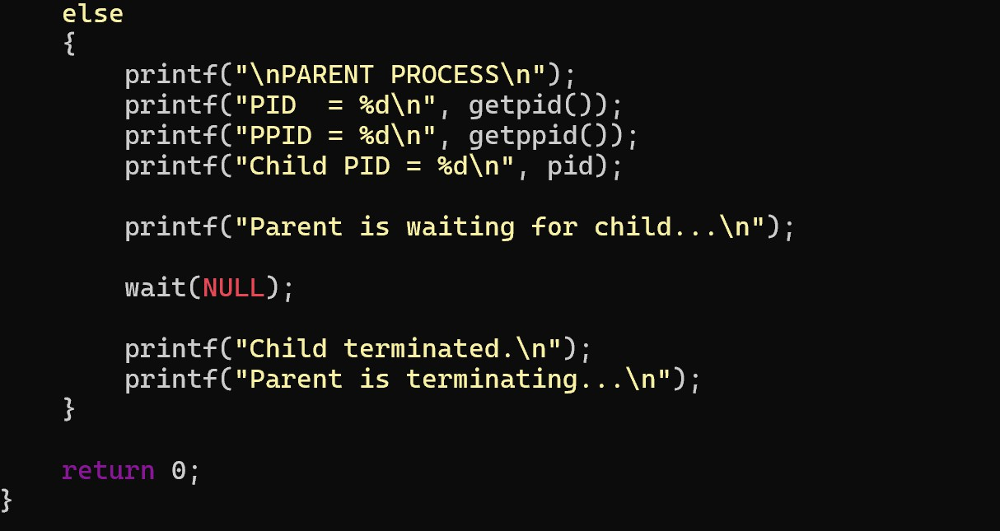 else
{
printf("\nPARENT PROCESS\n");
printf("PID  = %d\n", getpid());
printf("PPID = %d\n", getppid());
printf("Child PID = %d\n", pid);
printf("Parent is waiting for child...\n");
wait(NULL);
printf("Child terminated.\n");
printf("Parent is terminating...\n");
}
return 0;
}